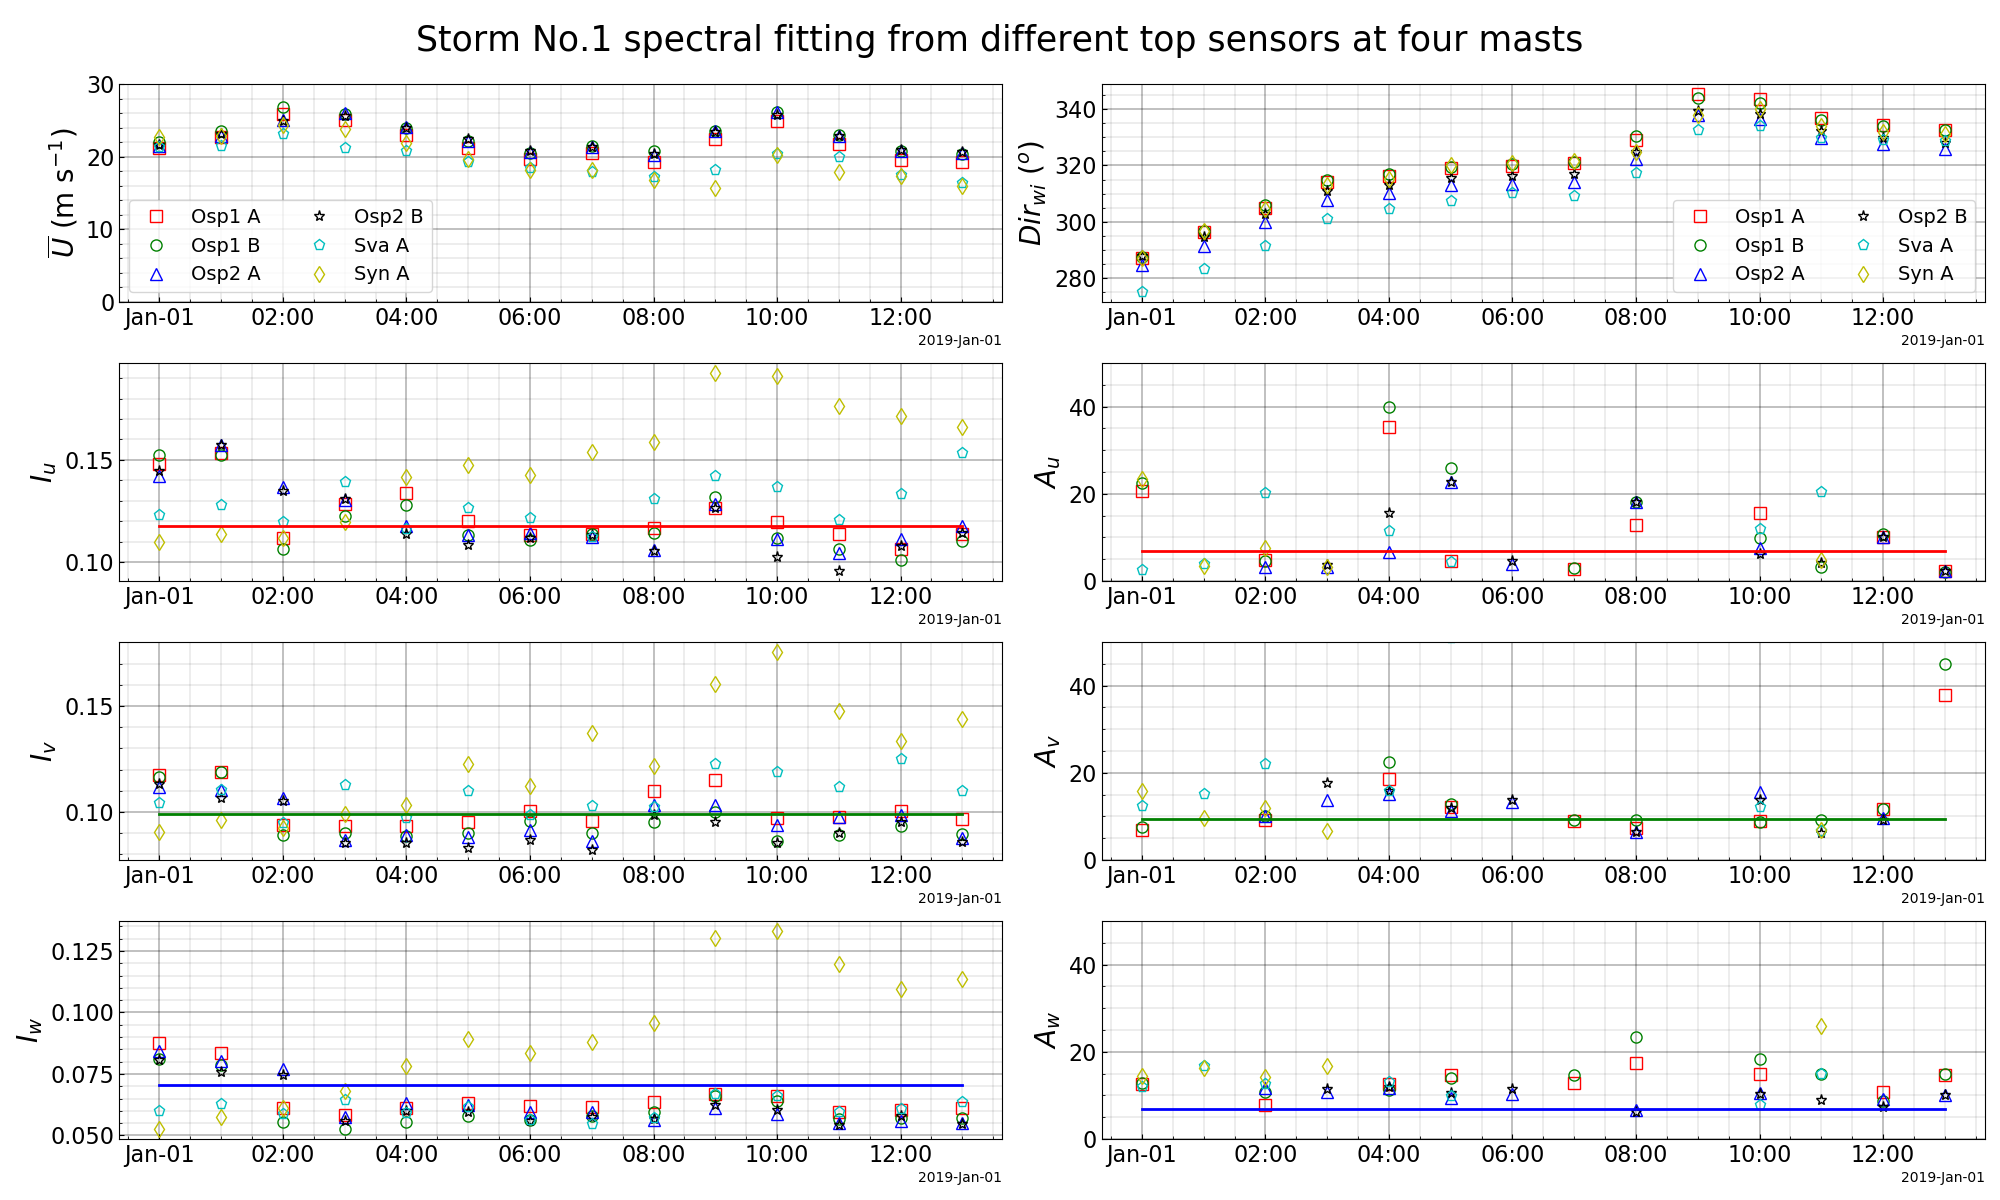 Storm No.1 spectral fitting from different top sensors at four masts
U̅ (m s⁻¹)
30
20
10
0
Osp1 A
Osp1 B
Osp2 A
Osp2 B
Sva A
Syn A
Jan-01 02:00 04:00 06:00 08:00 10:00 12:00
2019-Jan-01
Dir_wi (°)
340
320
300
280
Osp1 A
Osp1 B
Osp2 A
Osp2 B
Sva A
Syn A
Jan-01 02:00 04:00 06:00 08:00 10:00 12:00
2019-Jan-01
I_u
0.15
0.10
Jan-01 02:00 04:00 06:00 08:00 10:00 12:00
2019-Jan-01
A_u
40
20
0
Jan-01 02:00 04:00 06:00 08:00 10:00 12:00
2019-Jan-01
I_v
0.15
0.10
Jan-01 02:00 04:00 06:00 08:00 10:00 12:00
2019-Jan-01
A_v
40
20
0
Jan-01 02:00 04:00 06:00 08:00 10:00 12:00
2019-Jan-01
I_w
0.125
0.100
0.075
0.050
Jan-01 02:00 04:00 06:00 08:00 10:00 12:00
2019-Jan-01
A_w
40
20
0
Jan-01 02:00 04:00 06:00 08:00 10:00 12:00
2019-Jan-01